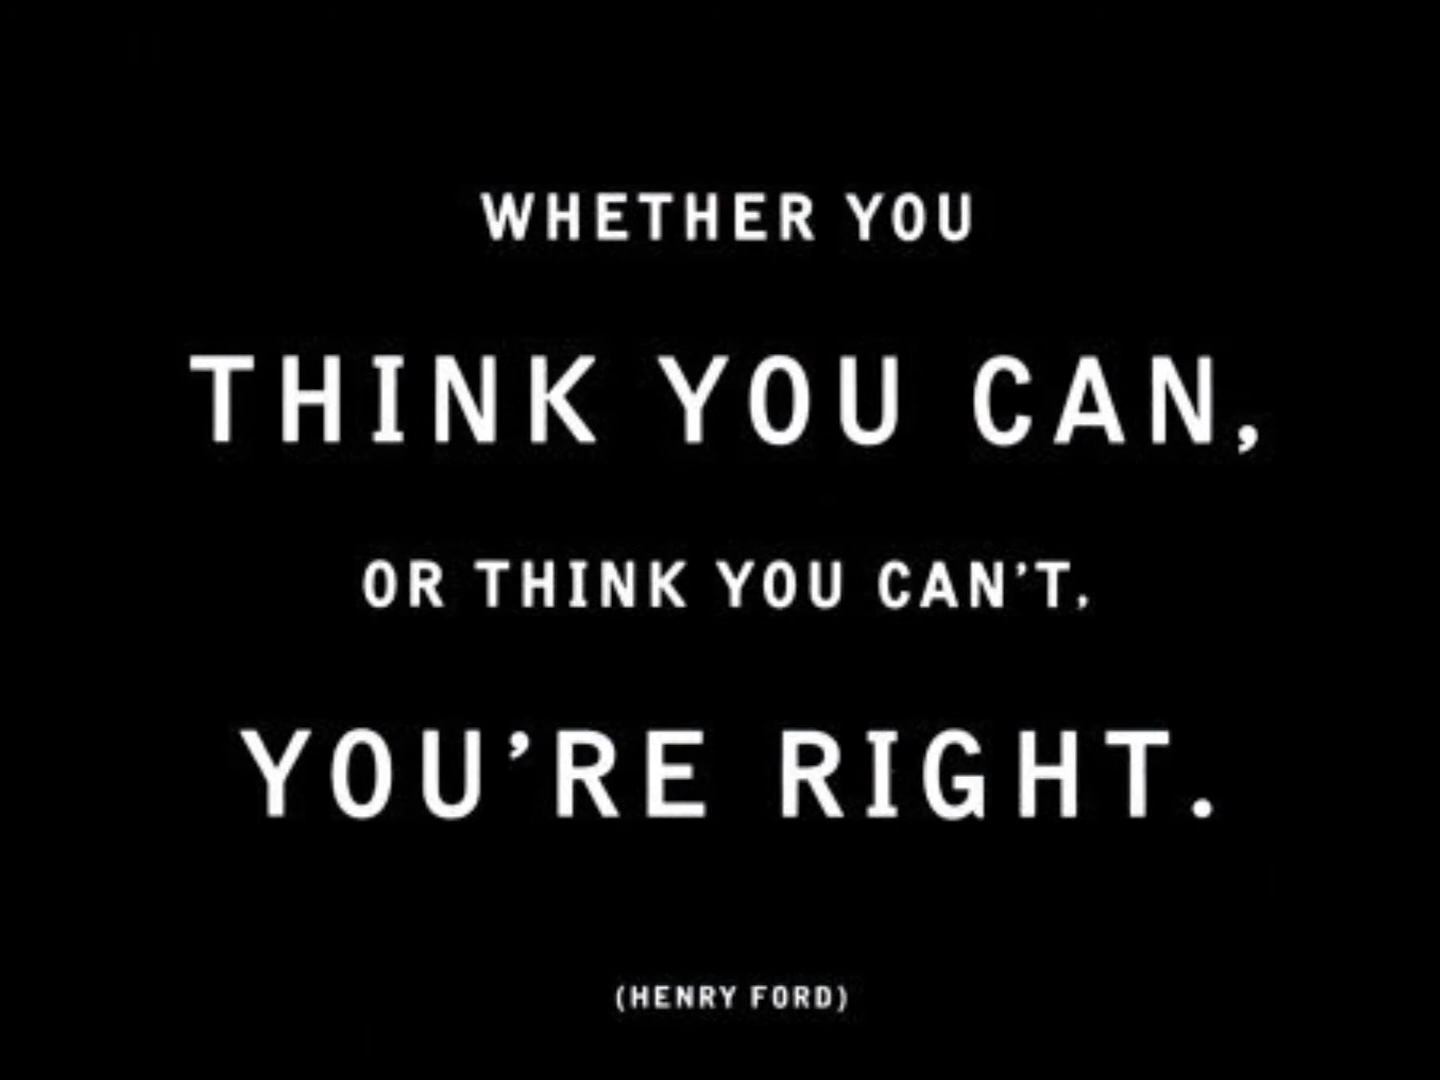 WHETHER YOU
THINK YOU CAN,
OR THINK YOU CAN'T,
YOU'RE RIGHT.
(HENRY FORD)